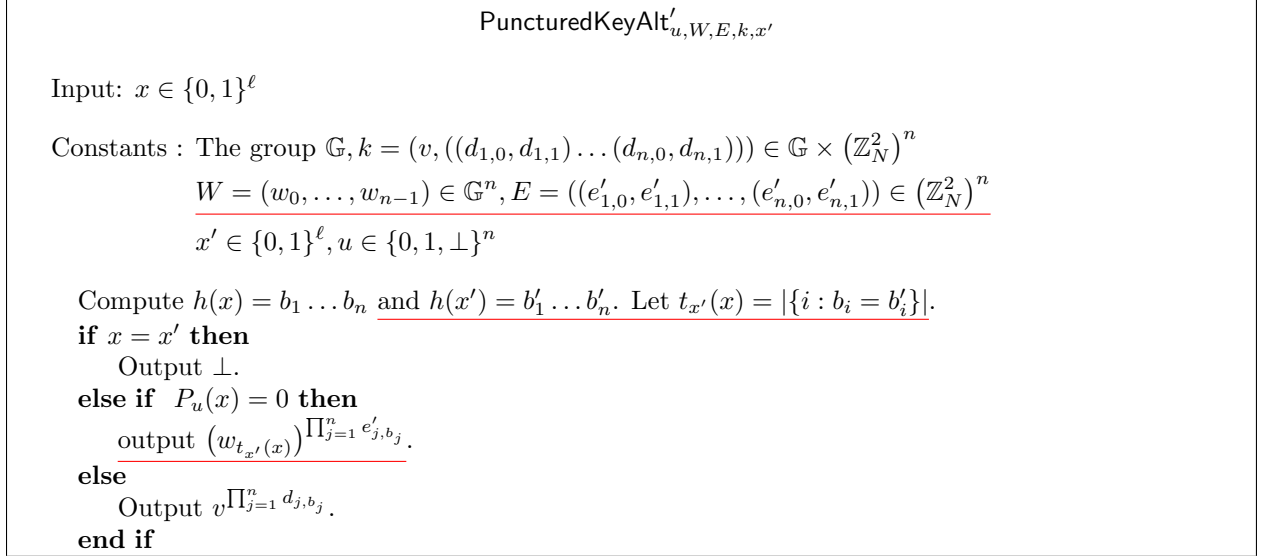 PuncturedKeyAlt′_{u,W,E,k,x′}
Input: x ∈ {0, 1}^ℓ
Constants : The group 𝔾, k = (v, ((d_{1,0}, d_{1,1}) … (d_{n,0}, d_{n,1}))) ∈ 𝔾 × (ℤ_N^2)^n
W = (w_0, …, w_{n−1}) ∈ 𝔾^n, E = ((e′_{1,0}, e′_{1,1}), …, (e′_{n,0}, e′_{n,1})) ∈ (ℤ_N^2)^n
x′ ∈ {0, 1}^ℓ, u ∈ {0, 1, ⊥}^n
Compute h(x) = b_1 … b_n and h(x′) = b′_1 … b′_n. Let t_{x′}(x) = |{i : b_i = b′_i}|.
if x = x′ then
Output ⊥.
else if P_u(x) = 0 then
output (w_{t_{x′}(x)})^{∏_{j=1}^n e′_{j,b_j}}.
else
Output v^{∏_{j=1}^n d_{j,b_j}}.
end if